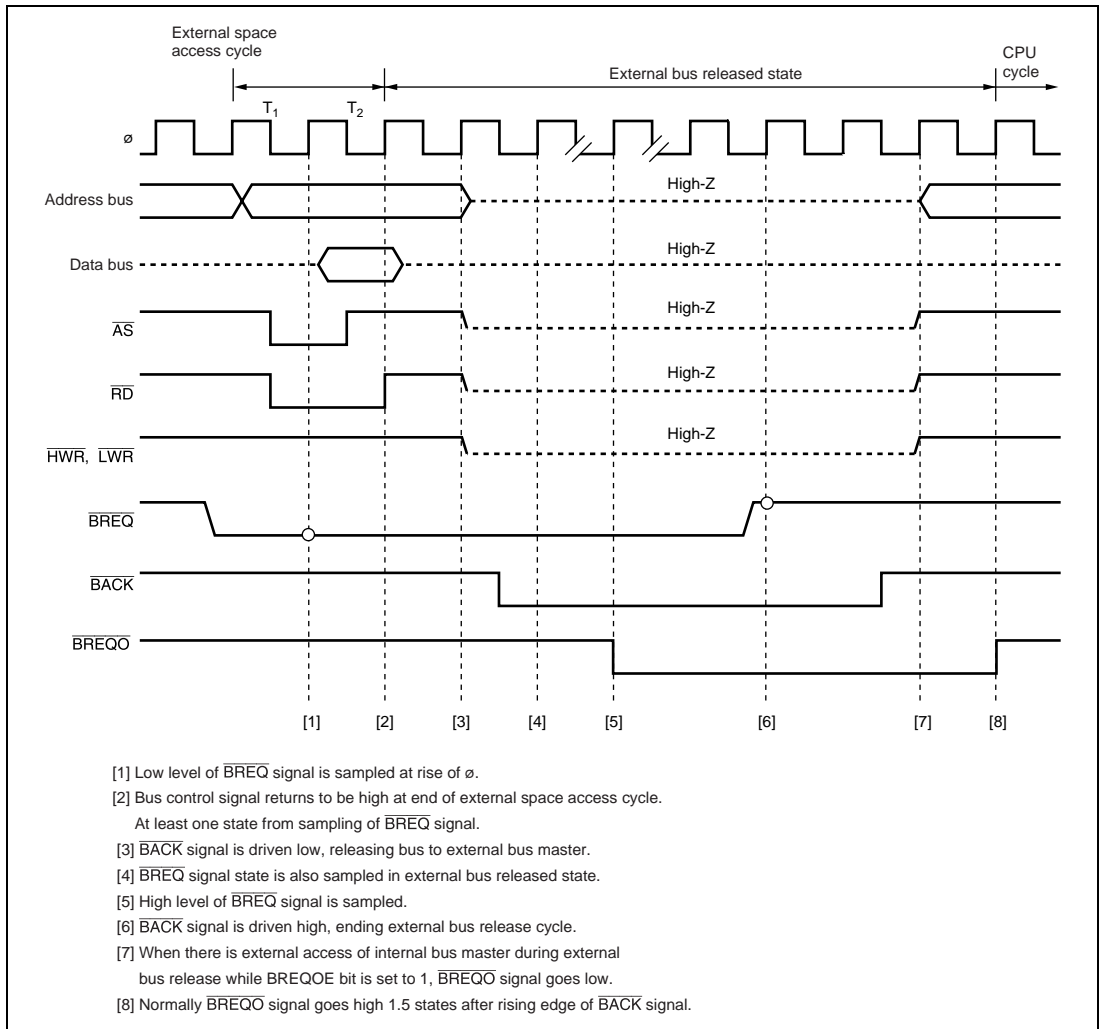 External space
access cycle
External bus released state
CPU
cycle
T1
T2
ø
Address bus
High-Z
Data bus
High-Z
AS
High-Z
RD
High-Z
HWR, LWR
High-Z
BREQ
BACK
BREQO
[1] [2] [3] [4] [5] [6] [7] [8]
[1] Low level of BREQ signal is sampled at rise of ø.
[2] Bus control signal returns to be high at end of external space access cycle.
At least one state from sampling of BREQ signal.
[3] BACK signal is driven low, releasing bus to external bus master.
[4] BREQ signal state is also sampled in external bus released state.
[5] High level of BREQ signal is sampled.
[6] BACK signal is driven high, ending external bus release cycle.
[7] When there is external access of internal bus master during external
bus release while BREQOE bit is set to 1, BREQO signal goes low.
[8] Normally BREQO signal goes high 1.5 states after rising edge of BACK signal.